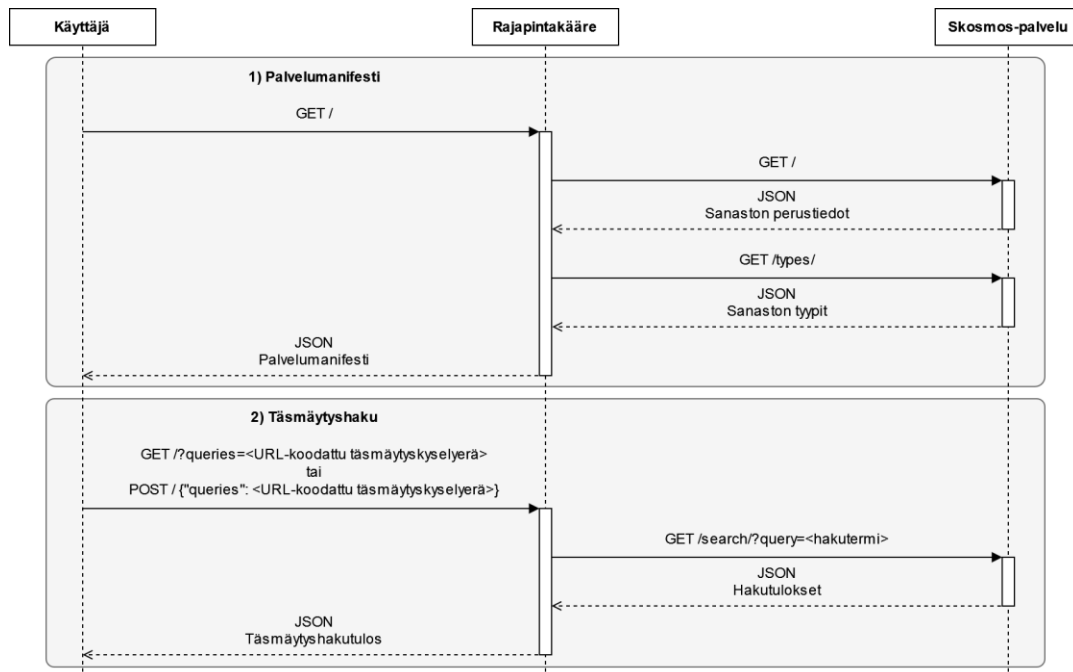 Käyttäjä
Rajapintakääre
Skosmos-palvelu
1) Palvelumanifesti
GET /
GET /
JSON
Sanaston perustiedot
GET /types/
JSON
Sanaston tyypit
JSON
Palvelumanifesti
2) Täsmäytyshaku
GET /?queries=<URL-koodattu täsmäytyskyselyerä>
tai
POST / {"queries": <URL-koodattu täsmäytyskyselyerä>}
GET /search/?query=<hakutermi>
JSON
Hakutulokset
JSON
Täsmäytyshakutulos